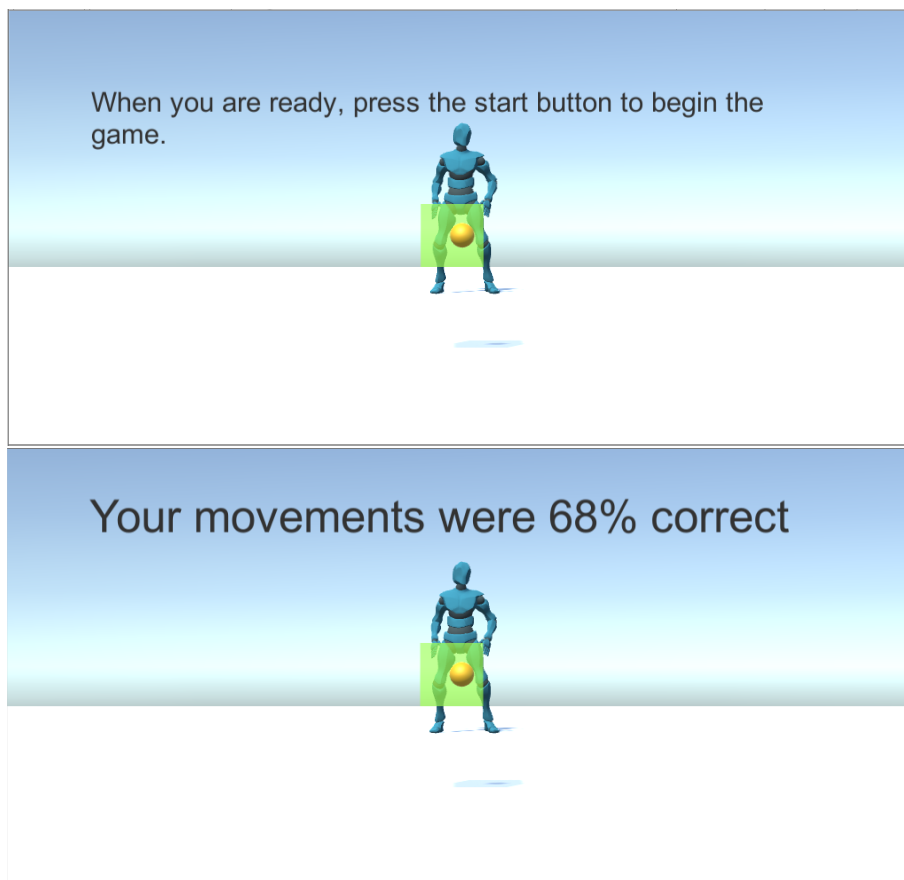 When you are ready, press the start button to begin the
game.
Your movements were 68% correct